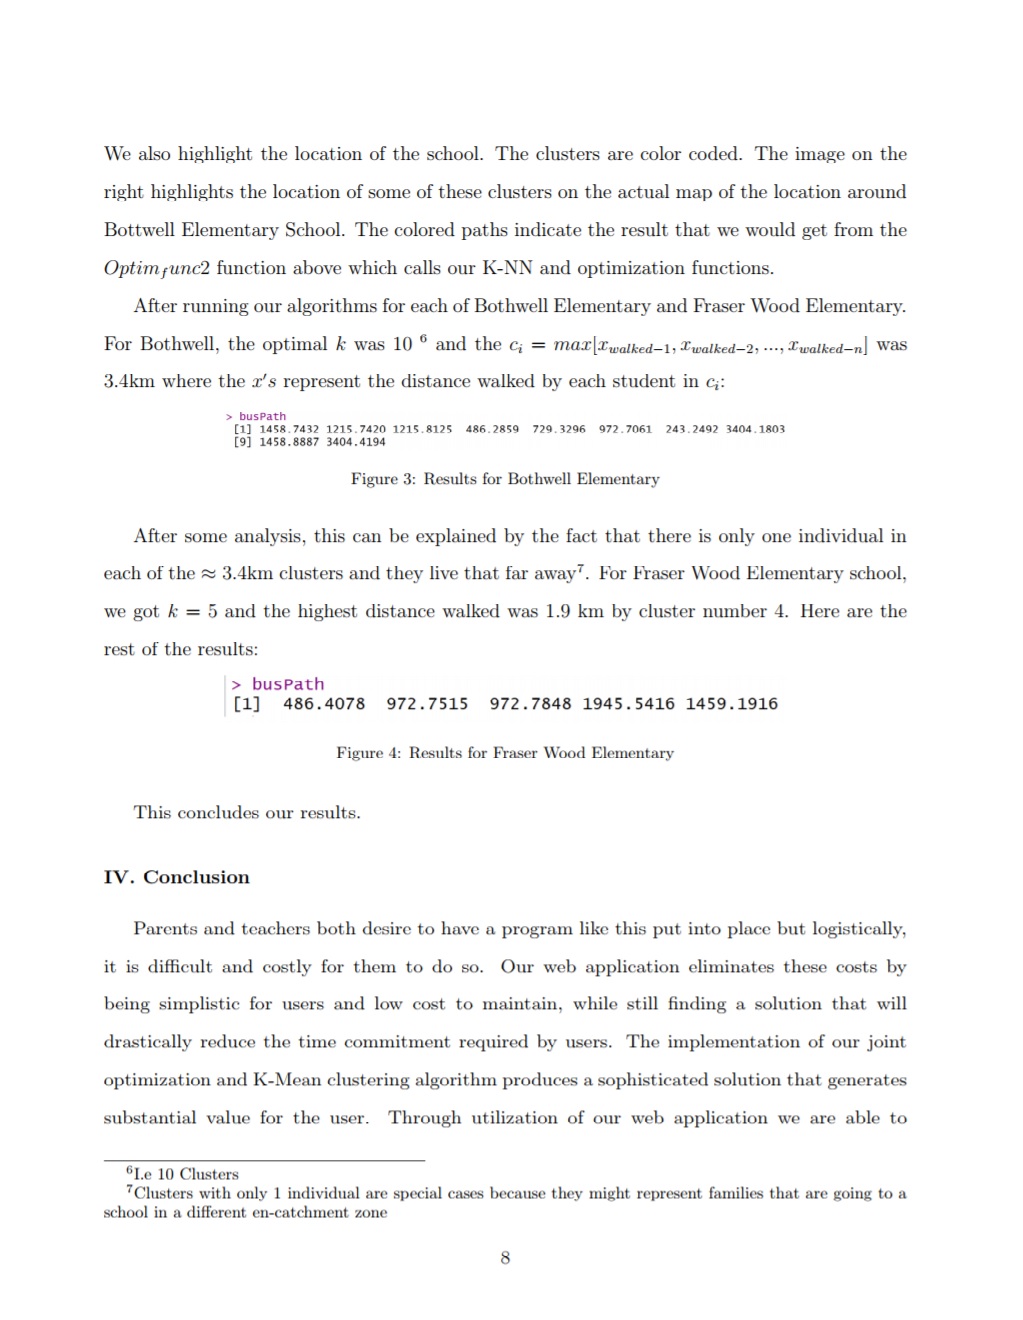 We also highlight the location of the school. The clusters are color coded. The image on the
right highlights the location of some of these clusters on the actual map of the location around
Bottwell Elementary School. The colored paths indicate the result that we would get from the
Optim_func2 function above which calls our K-NN and optimization functions.
After running our algorithms for each of Bothwell Elementary and Fraser Wood Elementary.
For Bothwell, the optimal k was 10 ⁶ and the c_i = max[x_walked−1, x_walked−2, ..., x_walked−n] was
3.4km where the x's represent the distance walked by each student in c_i:
> busPath
[1] 1458.7432 1215.7420 1215.8125 486.2859 729.3296 972.7061 243.2492 3404.1803
[9] 1458.8887 3404.4194
Figure 3: Results for Bothwell Elementary
After some analysis, this can be explained by the fact that there is only one individual in
each of the ≈ 3.4km clusters and they live that far away⁷. For Fraser Wood Elementary school,
we got k = 5 and the highest distance walked was 1.9 km by cluster number 4. Here are the
rest of the results:
> busPath
[1] 486.4078 972.7515 972.7848 1945.5416 1459.1916
Figure 4: Results for Fraser Wood Elementary
This concludes our results.
IV. Conclusion
Parents and teachers both desire to have a program like this put into place but logistically,
it is difficult and costly for them to do so. Our web application eliminates these costs by
being simplistic for users and low cost to maintain, while still finding a solution that will
drastically reduce the time commitment required by users. The implementation of our joint
optimization and K-Mean clustering algorithm produces a sophisticated solution that generates
substantial value for the user. Through utilization of our web application we are able to
⁶I.e 10 Clusters
⁷Clusters with only 1 individual are special cases because they might represent families that are going to a
school in a different en-catchment zone
8